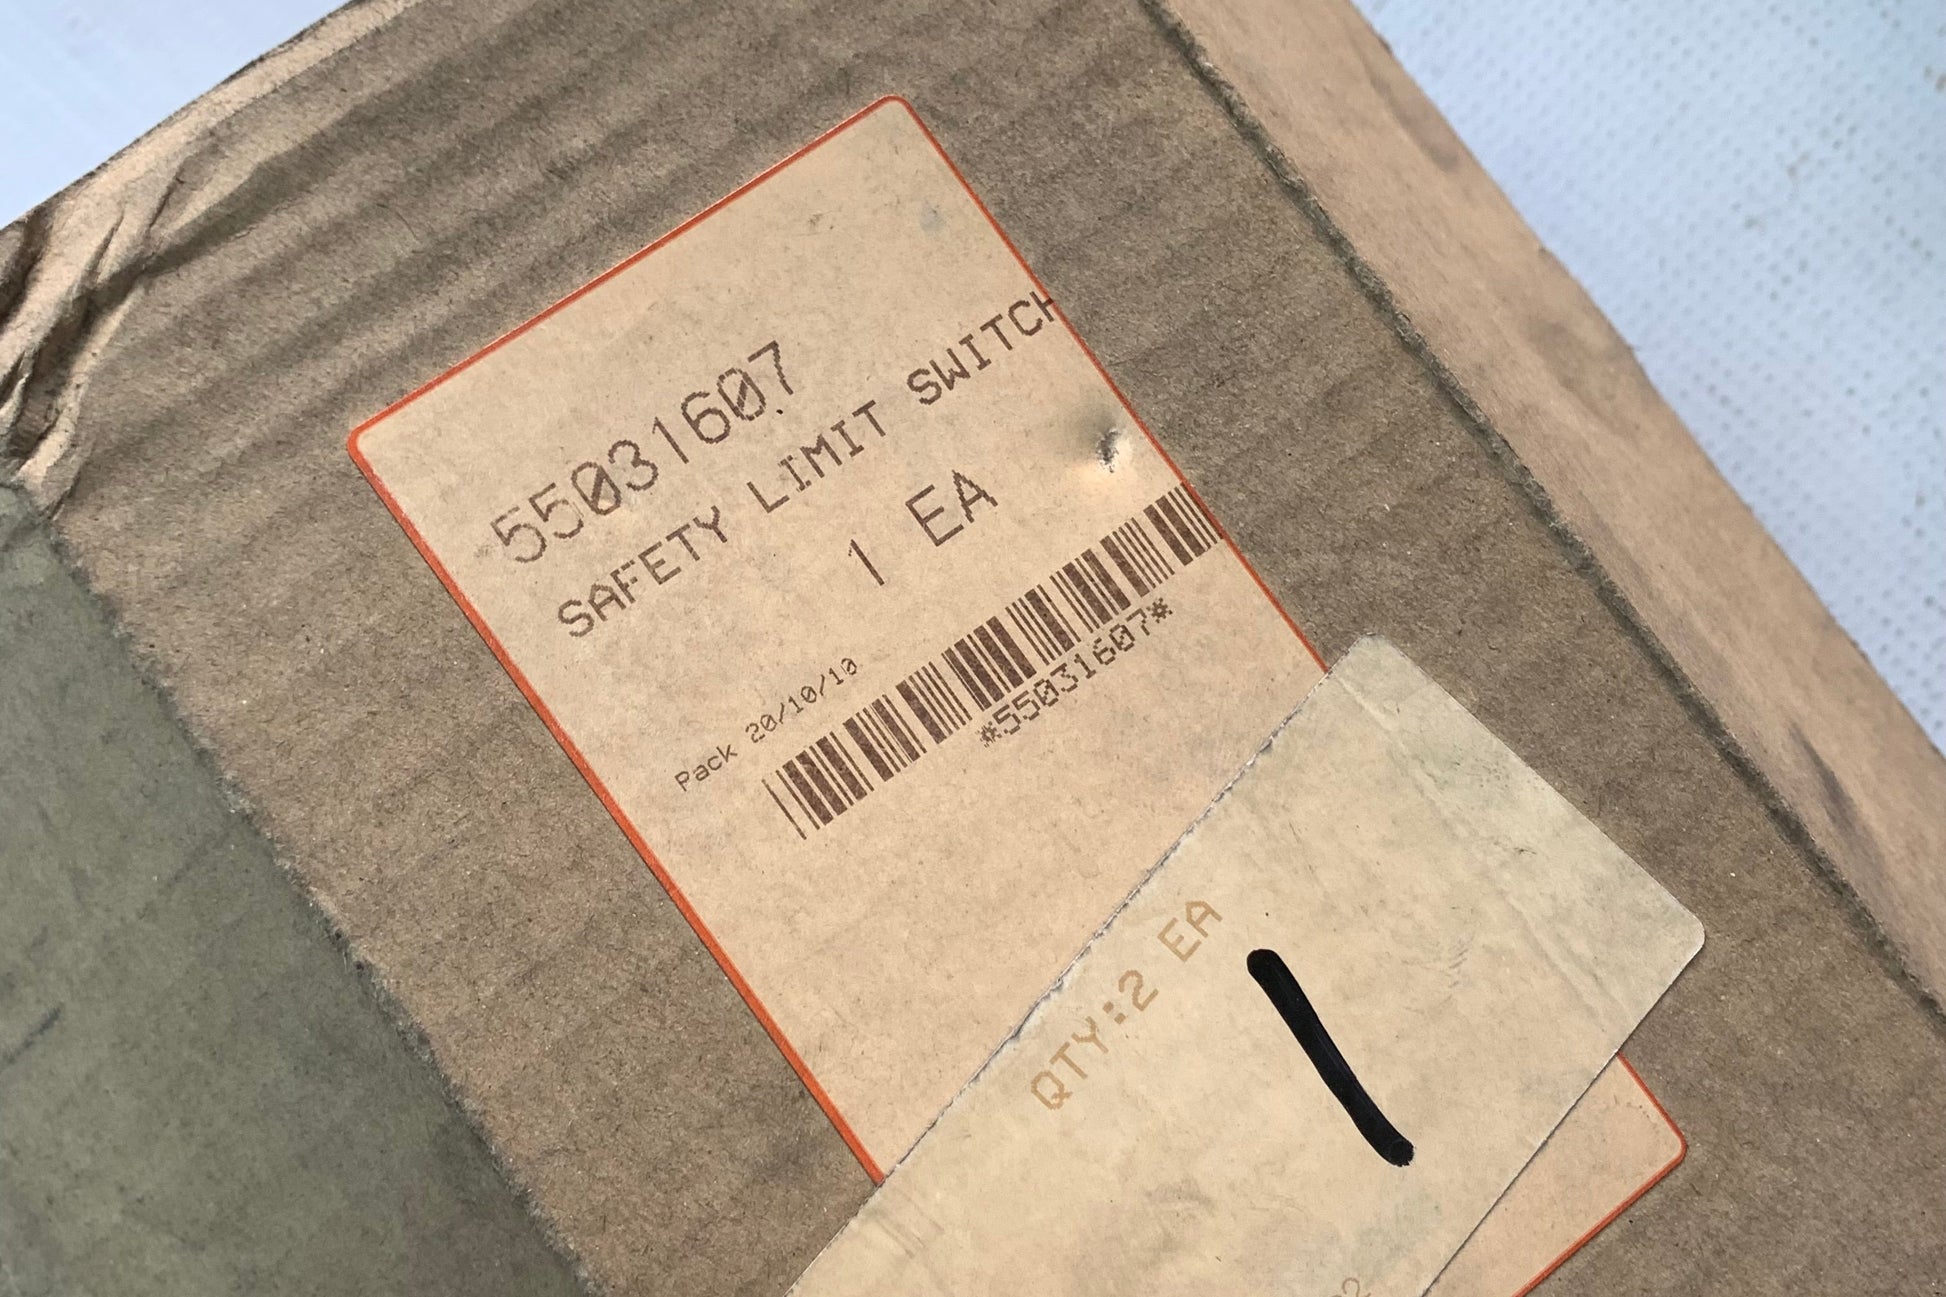 55031607
SAFETY LIMIT SWITCH
1 EA
Pack 20/10/10
*55031607*
QTY:2 EA
1